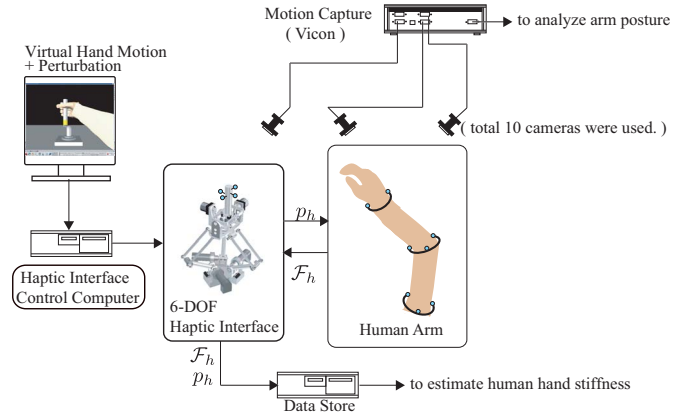 Motion Capture
( Vicon )
to analyze arm posture
Virtual Hand Motion
+ Perturbation
( total 10 cameras were used. )
p_h
F_h
Haptic Interface
Control Computer
6-DOF
Haptic Interface
Human Arm
F_h
p_h
Data Store
to estimate human hand stiffness